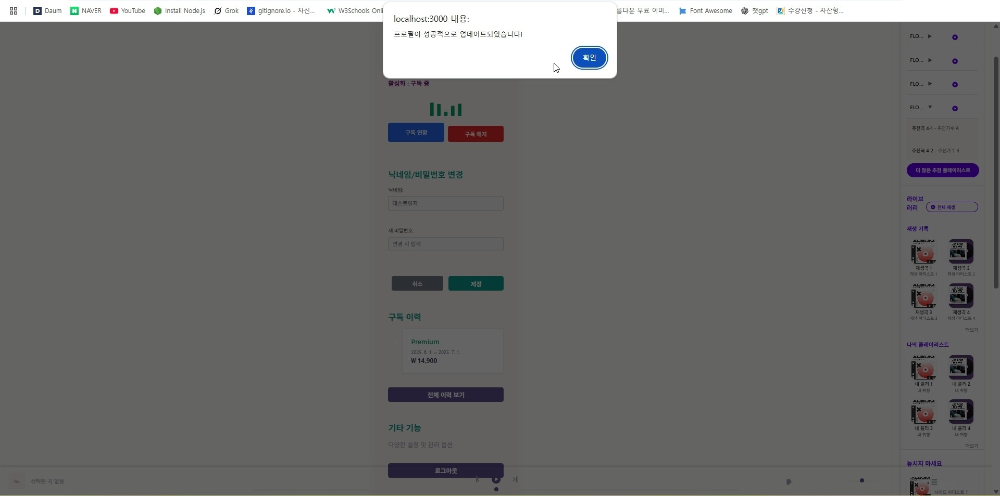 Daum NAVER YouTube Install Node.js Grok gitignore.io - 자신... W3Schools Onli 름다운 무료 이미... Font Awesome 챗gpt 수강신청 - 자산형...
localhost:3000 내용:
프로필이 성공적으로 업데이트되었습니다!
확인
활성화 : 구독 중
구독 연장
구독 해지
닉네임/비밀번호 변경
닉네임:
테스트유저
새 비밀번호:
변경 시 입력
취소
저장
구독 이력
Premium
2025. 6. 1. ~ 2025. 7. 1.
₩ 14,900
전체 이력 보기
기타 기능
다양한 설정 및 관리 옵션
로그아웃
FLO...
FLO...
FLO...
FLO...
추천곡 4-1 - 추천가수 A
추천곡 4-2 - 추천가수 B
더 많은 추천 플레이리스트
라이브
러리
전체 재생
재생 기록
재생곡 1 재생곡 2
재생 아티스트 1 재생 아티스트 2
재생곡 3 재생곡 4
재생 아티스트 3 재생 아티스트 4
더보기
나의 플레이리스트
내 플리 1 내 플리 2
내 취향 내 취향
내 플리 3 내 플리 4
내 취향 내 취향
더보기
놓치지 마세요
사이드 아티스트 1
No 선택된 곡 없음